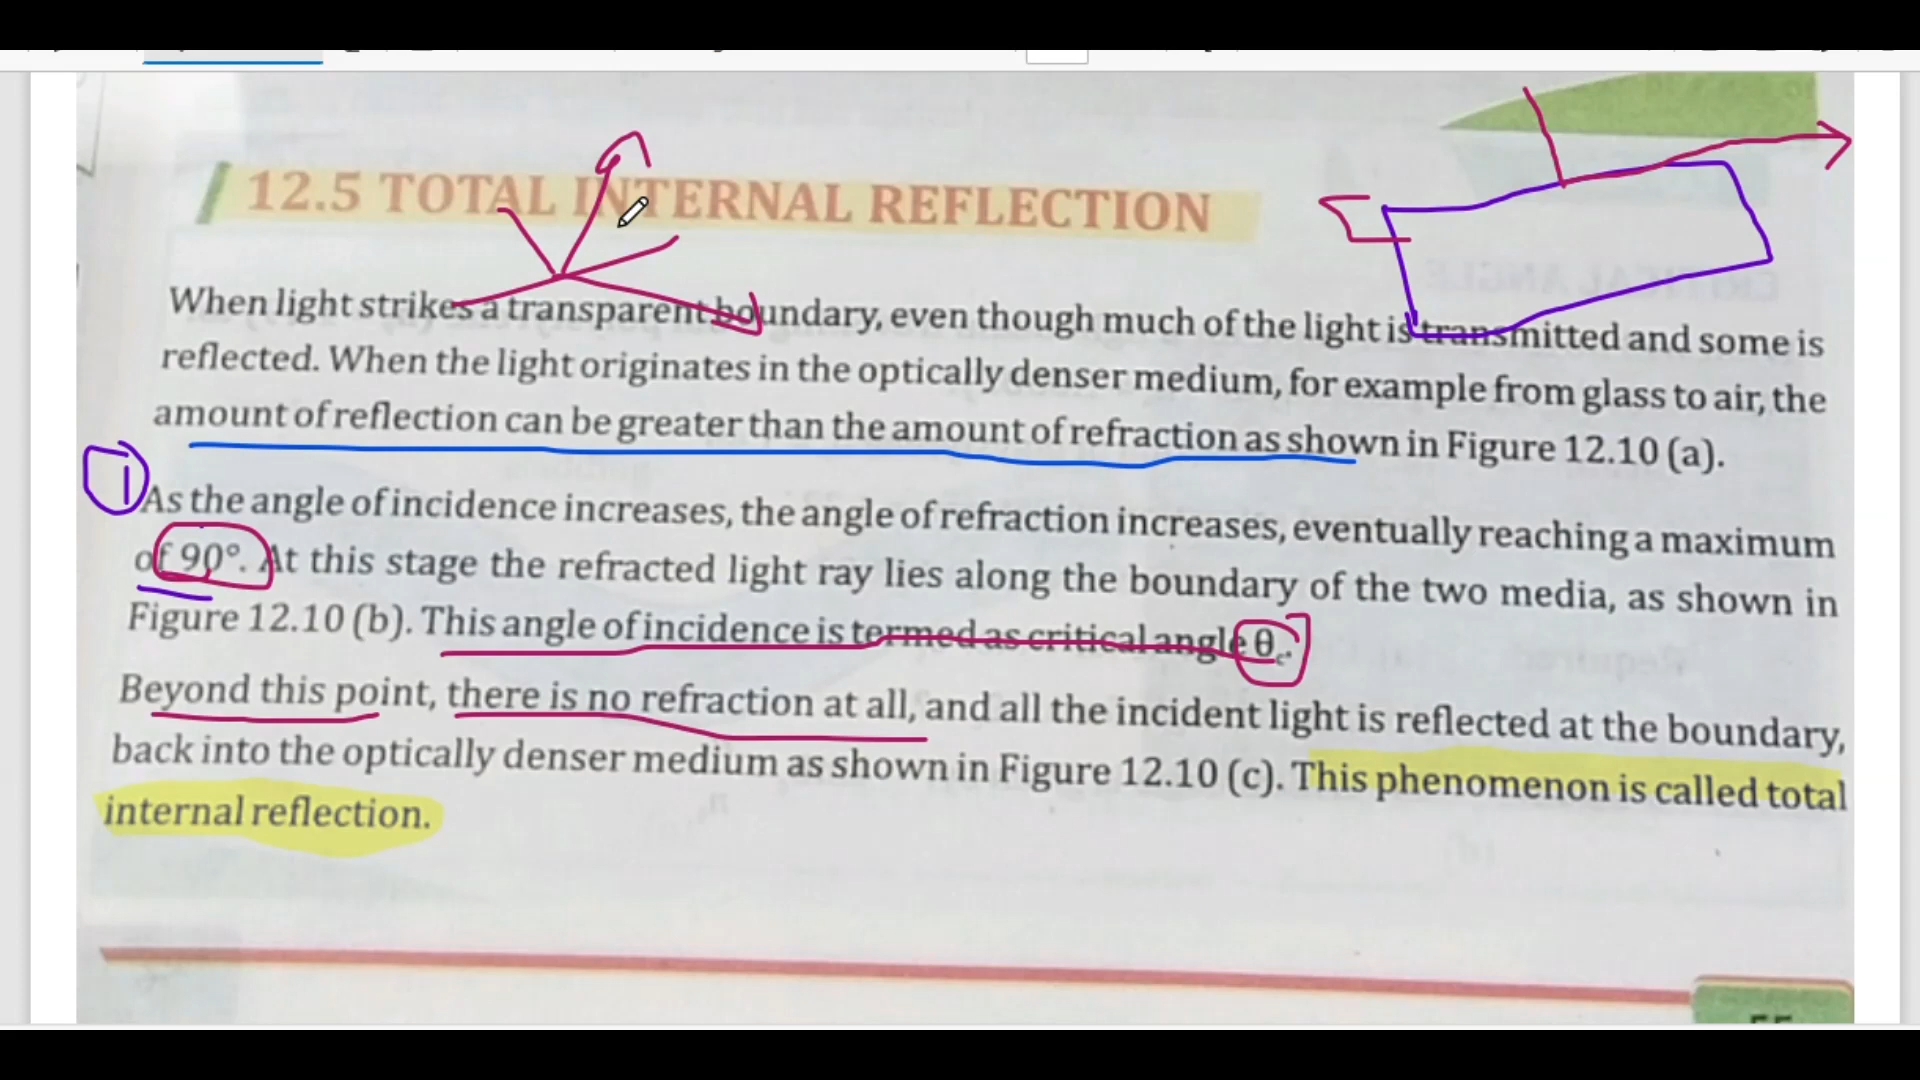 12.5 TOTAL INTERNAL REFLECTION
When light strikes a transparent boundary, even though much of the light is transmitted and some is
reflected. When the light originates in the optically denser medium, for example from glass to air, the
amount of reflection can be greater than the amount of refraction as shown in Figure 12.10 (a).
1
As the angle of incidence increases, the angle of refraction increases, eventually reaching a maximum
of 90°. At this stage the refracted light ray lies along the boundary of the two media, as shown in
Figure 12.10 (b). This angle of incidence is termed as critical angle θc.
Beyond this point, there is no refraction at all, and all the incident light is reflected at the boundary,
back into the optically denser medium as shown in Figure 12.10 (c). This phenomenon is called total
internal reflection.